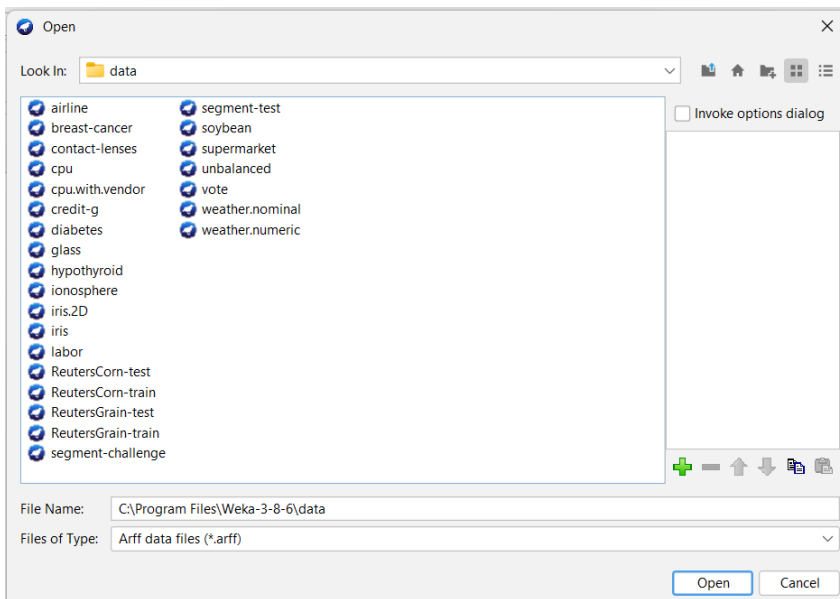 Open
Look In: data
airline
breast-cancer
contact-lenses
cpu
cpu.with.vendor
credit-g
diabetes
glass
hypothyroid
ionosphere
iris.2D
iris
labor
ReutersCorn-test
ReutersCorn-train
ReutersGrain-test
ReutersGrain-train
segment-challenge
segment-test
soybean
supermarket
unbalanced
vote
weather.nominal
weather.numeric
Invoke options dialog
File Name: C:\Program Files\Weka-3-8-6\data
Files of Type: Arff data files (*.arff)
Open Cancel